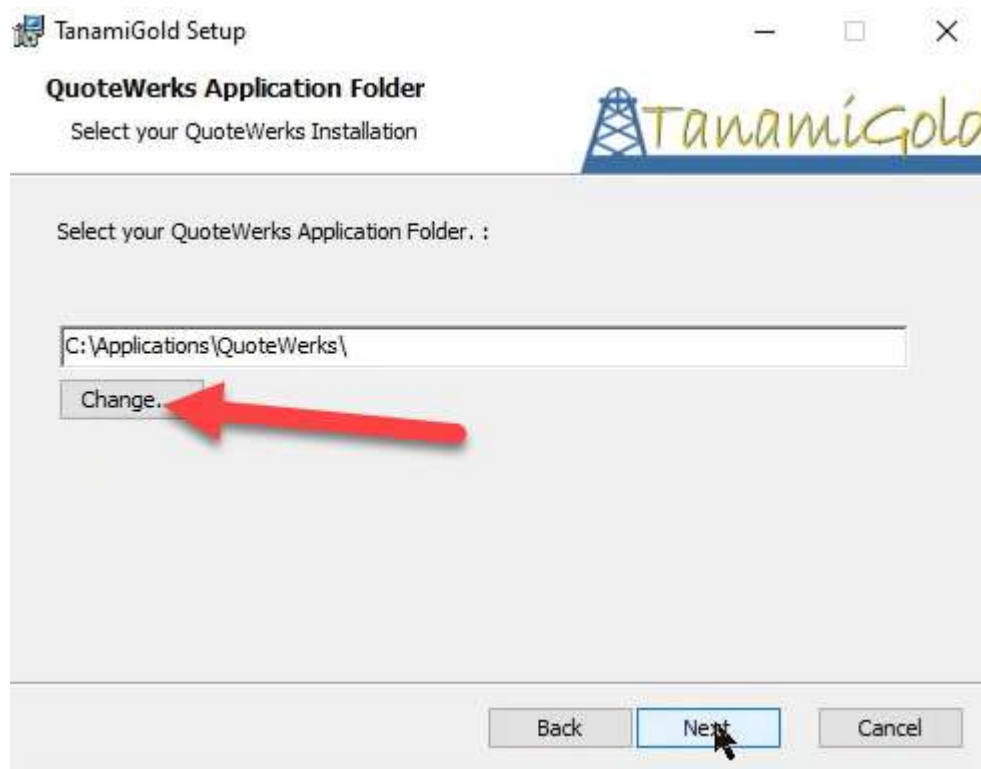 TanamiGold Setup
QuoteWerks Application Folder
Select your QuoteWerks Installation
TanamiGold
Select your QuoteWerks Application Folder. :
C:\Applications\QuoteWerks\
Change..
Back Next Cancel